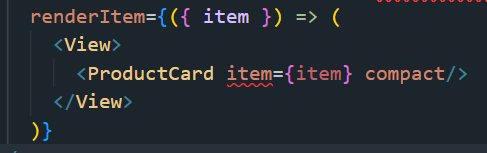 renderItem={({ item }) => (
<View>
<ProductCard item={item} compact/>
</View>
)}